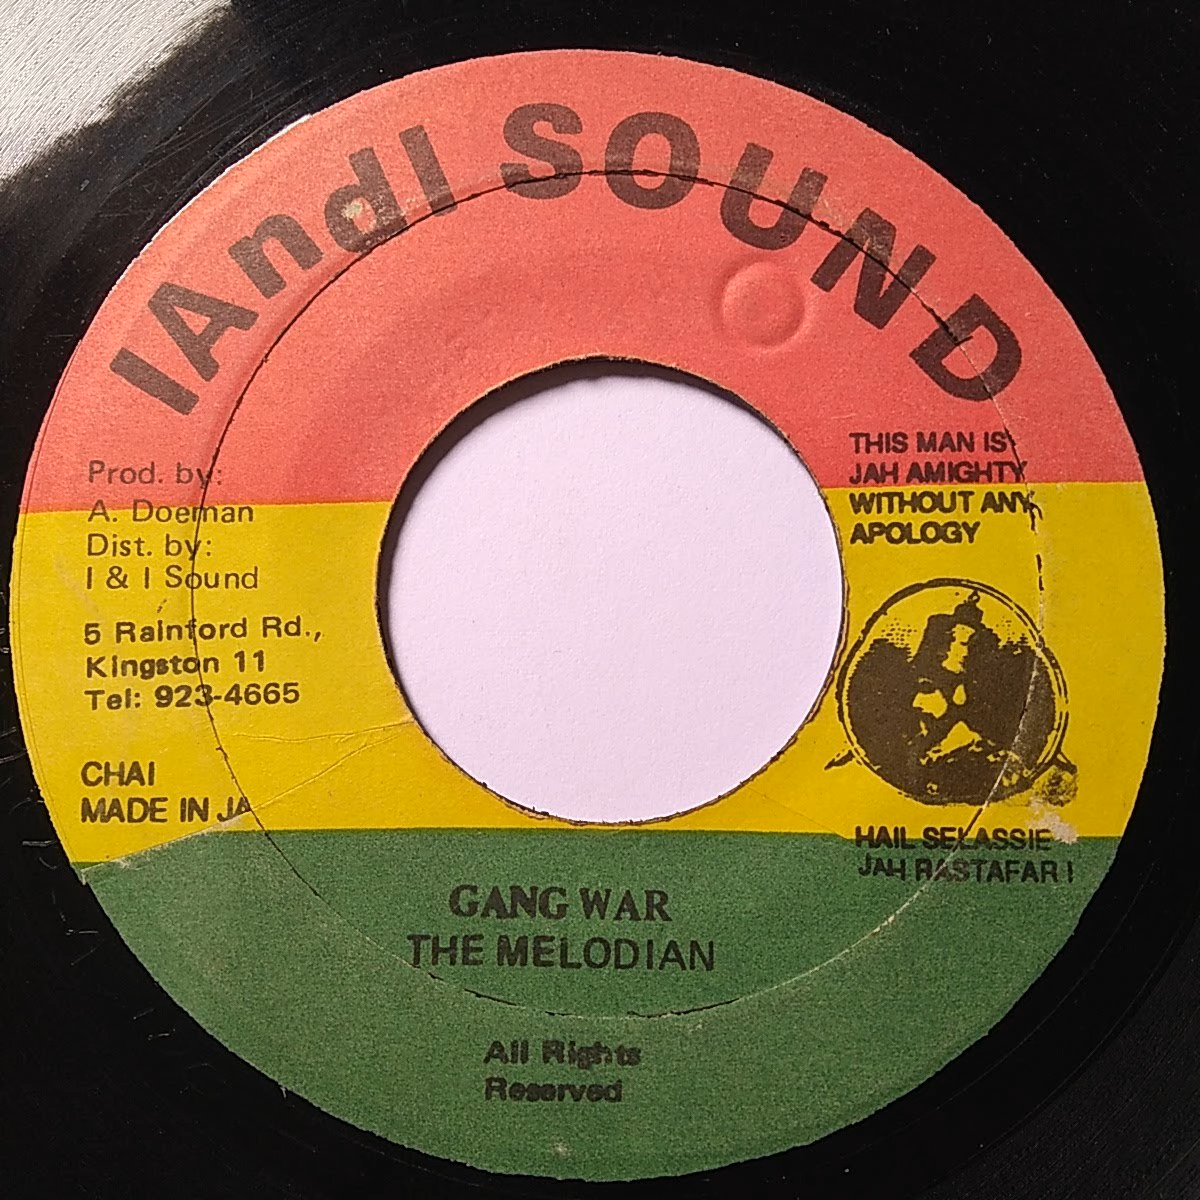 IAndI SOUND
Prod. by:
A. Doeman
Dist. by:
I & I Sound
5 Rainford Rd.,
Kingston 11
Tel: 923-4665
CHAI
MADE IN JA
THIS MAN IS
JAH AMIGHTY
WITHOUT ANY
APOLOGY
HAIL SELASSIE
JAH RASTAFAR I
GANG WAR
THE MELODIAN
All Rights
Reserved